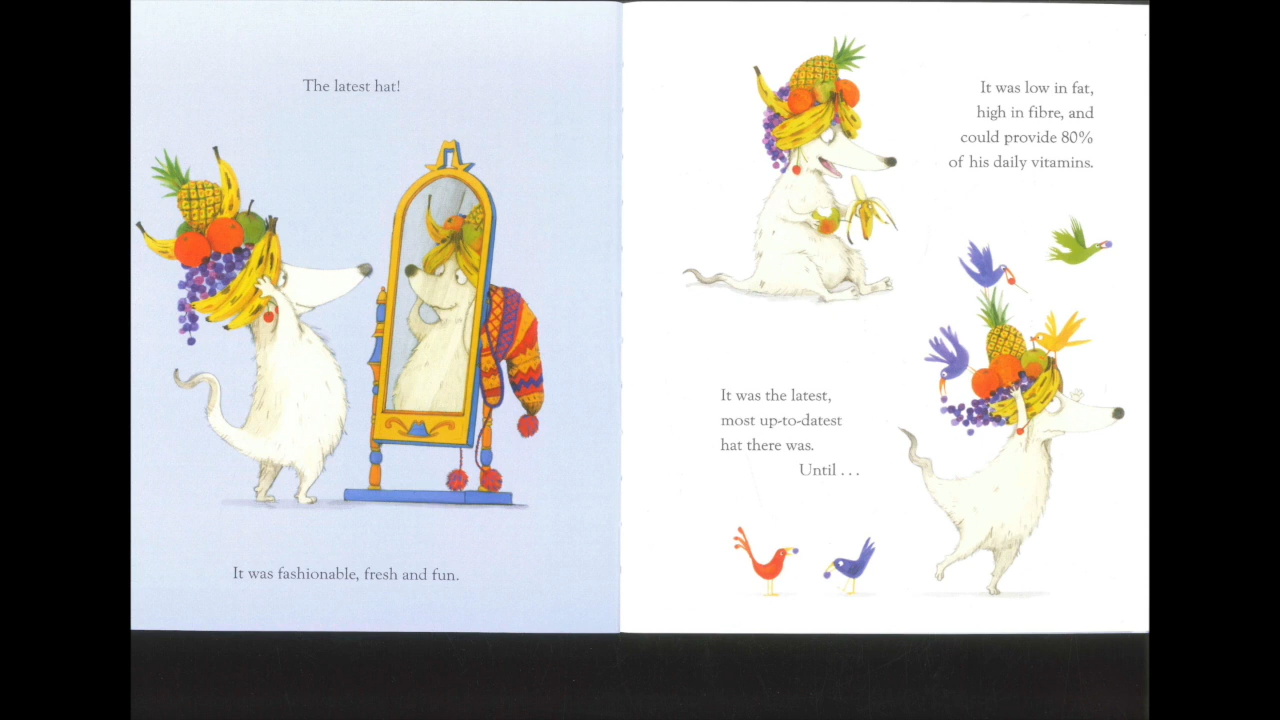 The latest hat!
It was fashionable, fresh and fun.
It was low in fat,
high in fibre, and
could provide 80%
of his daily vitamins.
It was the latest,
most up-to-datest
hat there was.
Until . . .